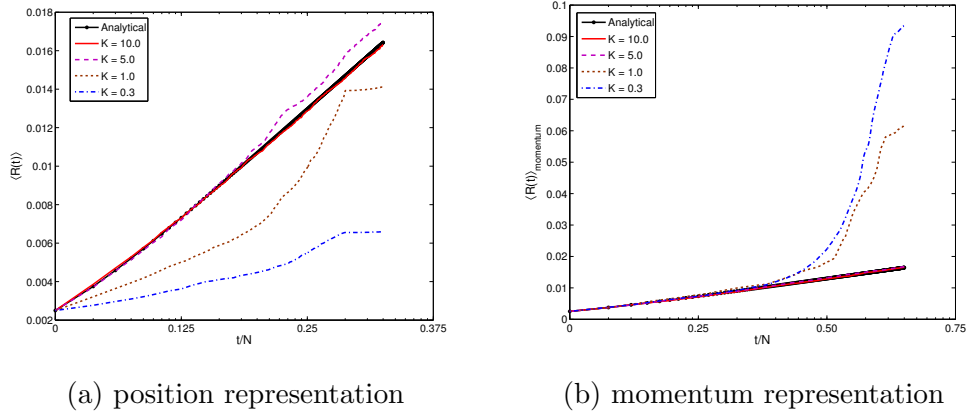 0.018
0.016
0.014
0.012
0.01
0.008
0.006
0.004
0.002
⟨R(t)⟩
Analytical
K = 10.0
K = 5.0
K = 1.0
K = 0.3
0
0.125
0.25
0.375
t/N
(a) position representation
0.1
0.09
0.08
0.07
0.06
0.05
0.04
0.03
0.02
0.01
0
⟨R(t)⟩momentum
Analytical
K = 10.0
K = 5.0
K = 1.0
K = 0.3
0
0.25
0.50
0.75
t/N
(b) momentum representation